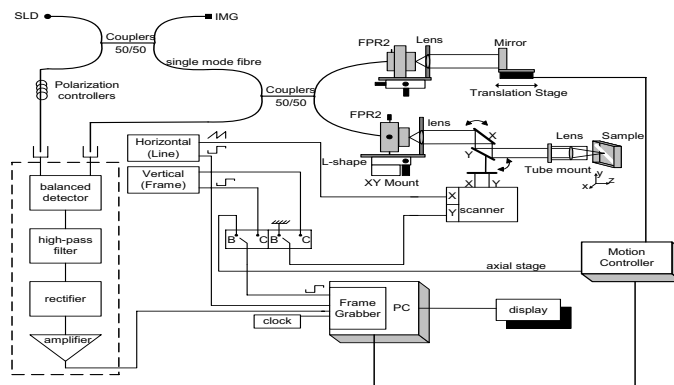 SLD
IMG
Couplers
50/50
single mode fibre
Polarization
controllers
Couplers
50/50
FPR2
Lens
Mirror
Translation Stage
FPR2
lens
X
Y
Lens
Sample
Tube mount
y
x
z
L-shape
XY Mount
X Y
X
Y
scanner
Horizontal
(Line)
Vertical
(Frame)
balanced
detector
high-pass
filter
rectifier
amplifier
B C B C
axial stage
Motion
Controller
Frame
Grabber
PC
clock
display